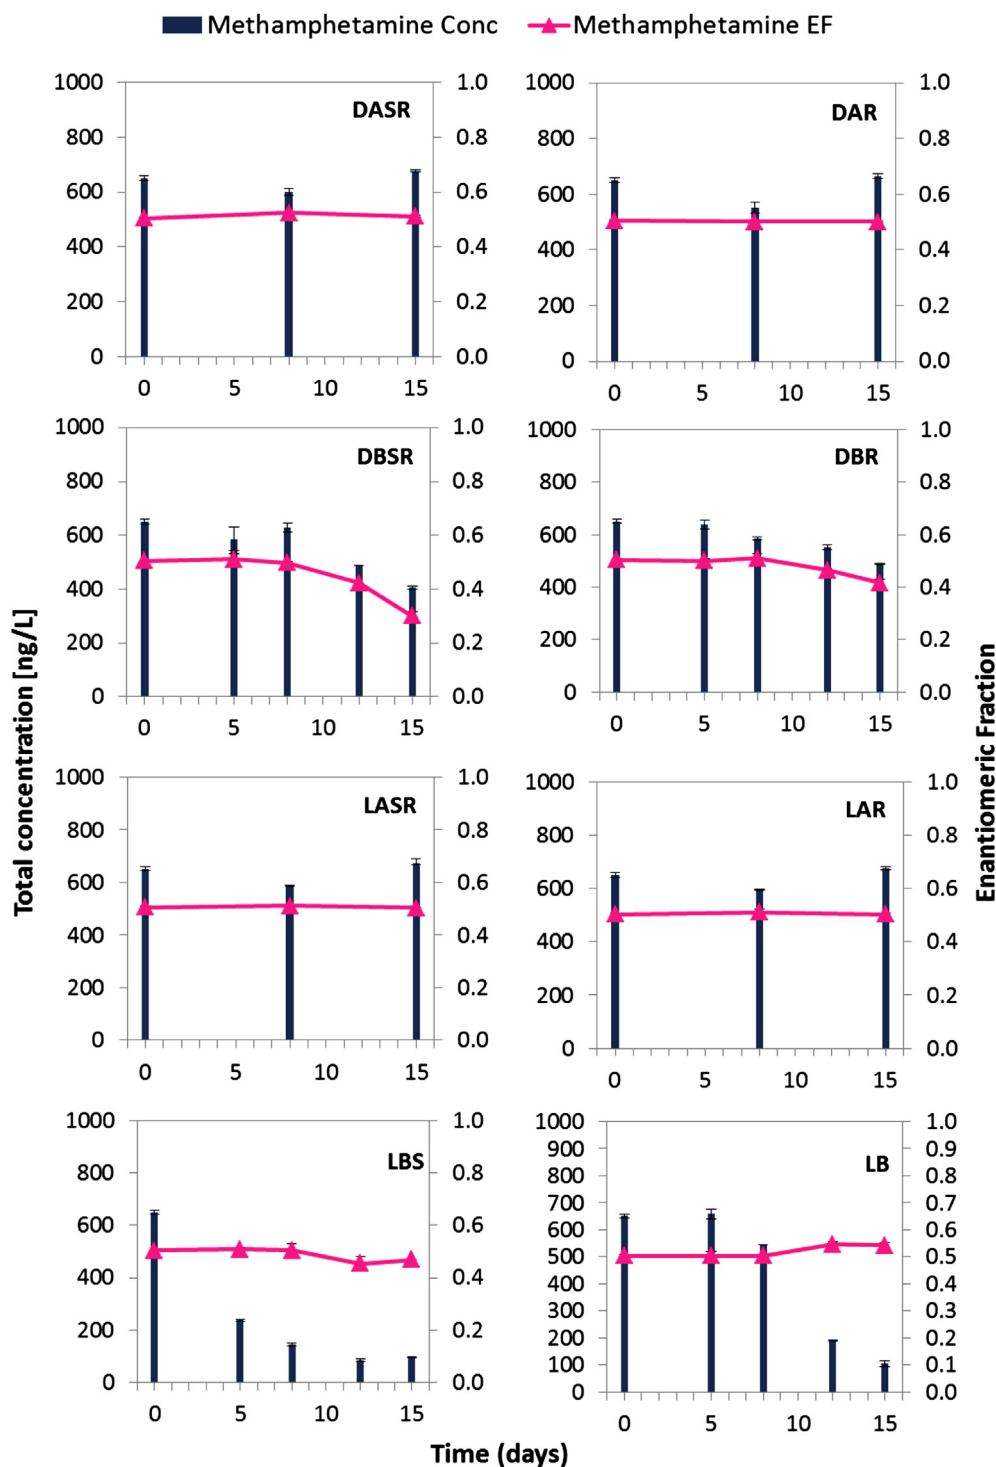 Methamphetamine Conc Methamphetamine EF
DASR
1000 800 600 400 200 0
1.0 0.8 0.6 0.4 0.2 0.0
0 5 10 15
DAR
1000 800 600 400 200 0
1.0 0.8 0.6 0.4 0.2 0.0
0 5 10 15
DBSR
1000 800 600 400 200 0
1.0 0.8 0.6 0.4 0.2 0.0
0 5 10 15
DBR
1000 800 600 400 200 0
1.0 0.8 0.6 0.4 0.2 0.0
0 5 10 15
Total concentration [ng/L]
Enantiomeric Fraction
LASR
1000 800 600 400 200 0
1.0 0.8 0.6 0.4 0.2 0.0
0 5 10 15
LAR
1000 800 600 400 200 0
1.0 0.8 0.6 0.4 0.2 0.0
0 5 10 15
LBS
1000 800 600 400 200 0
1.0 0.8 0.6 0.4 0.2 0.0
0 5 10 15
LB
1000 900 800 700 600 500 400 300 200 100 0
1.0 0.9 0.8 0.7 0.6 0.5 0.4 0.3 0.2 0.1 0.0
0 5 10 15
Time (days)